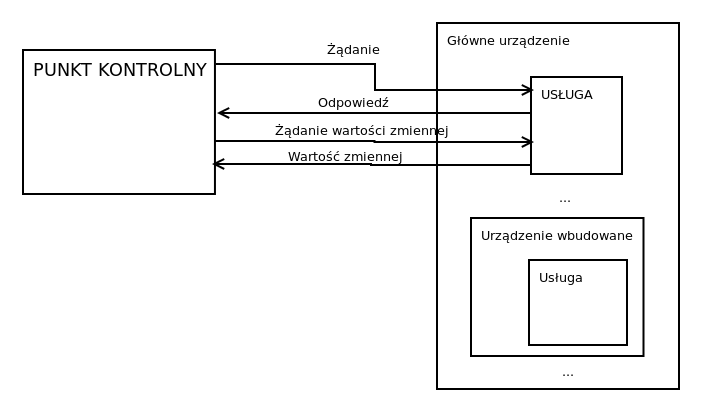 Główne urządzenie
Żądanie
PUNKT KONTROLNY
USŁUGA
Odpowiedź
Żądanie wartości zmiennej
Wartość zmiennej
...
Urządzenie wbudowane
Usługa
...